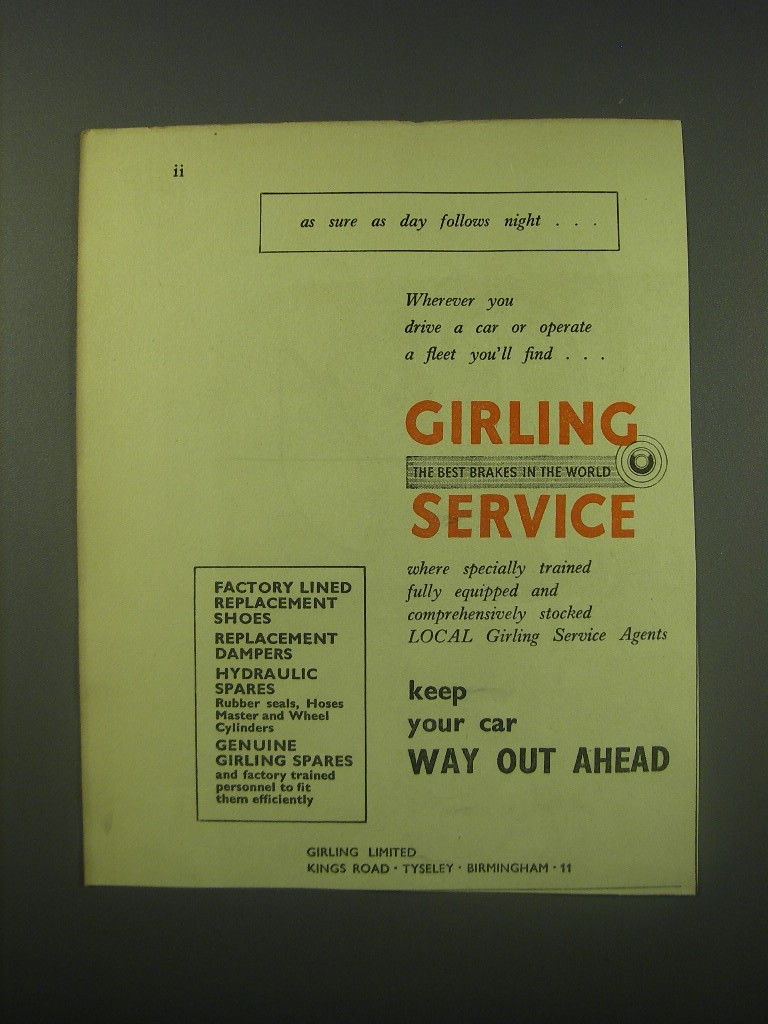 ii
as sure as day follows night . . .
Wherever you
drive a car or operate
a fleet you'll find . . .
GIRLING
THE BEST BRAKES IN THE WORLD
SERVICE
where specially trained
fully equipped and
comprehensively stocked
LOCAL Girling Service Agents
keep
your car
WAY OUT AHEAD
FACTORY LINED
REPLACEMENT
SHOES
REPLACEMENT
DAMPERS
HYDRAULIC
SPARES
Rubber seals, Hoses
Master and Wheel
Cylinders
GENUINE
GIRLING SPARES
and factory trained
personnel to fit
them efficiently
GIRLING LIMITED
KINGS ROAD · TYSELEY · BIRMINGHAM · 11